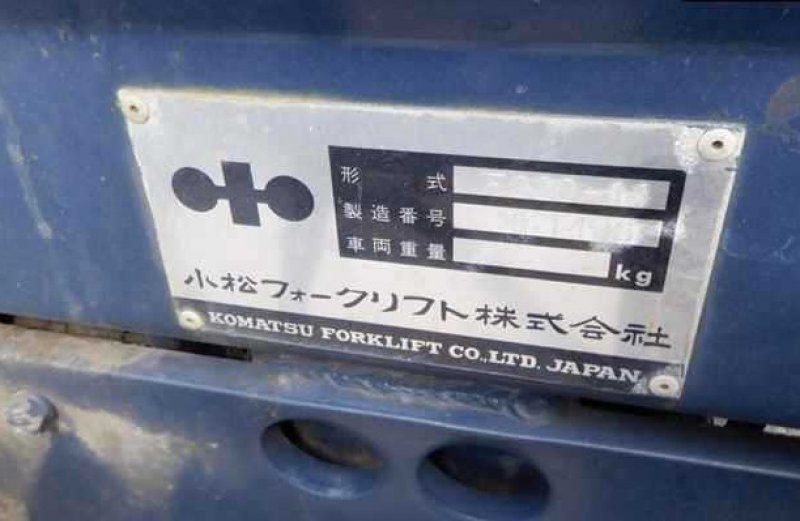 形式
製造番号
車両重量
kg
小松フォークリフト株式会社
KOMATSU FORKLIFT CO.,LTD. JAPAN